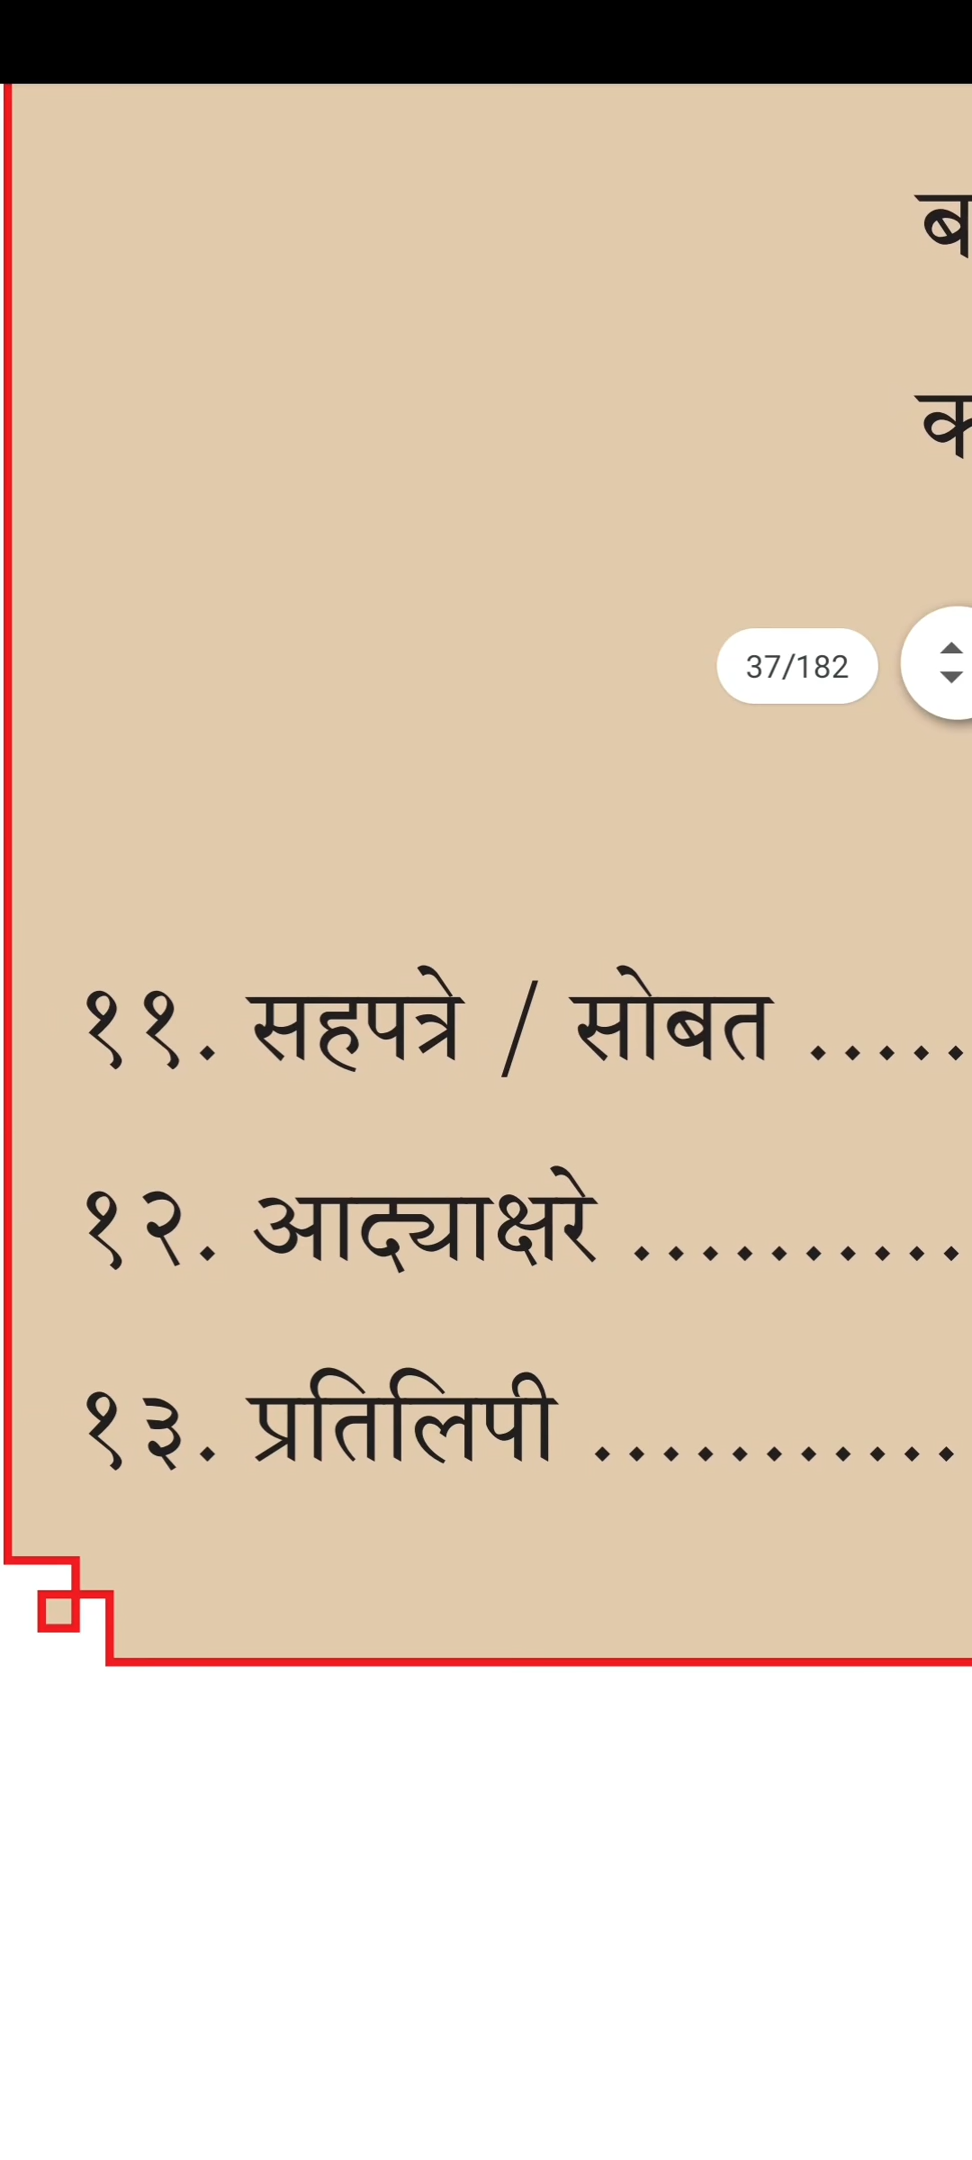 37/182
११. सहपत्रे / सोबत .....
१२. आद्याक्षरे ..........
१३. प्रतिलिपी ...........